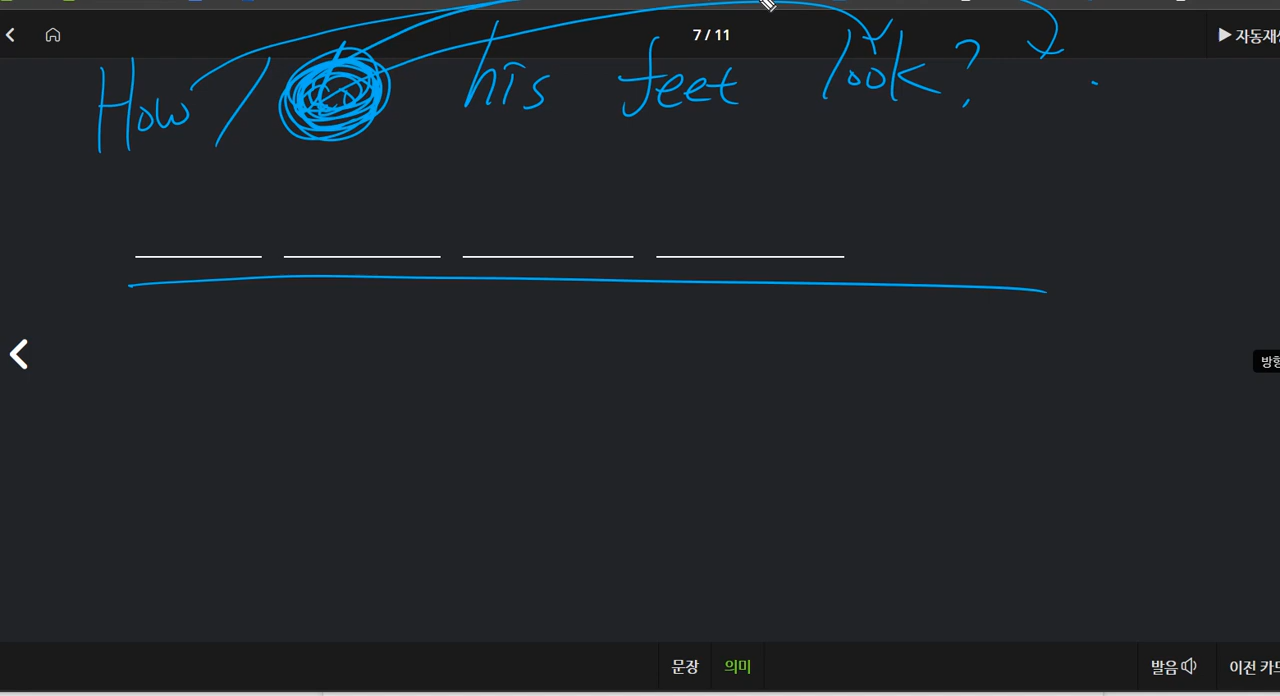 7 / 11
▶ 자동재
How his feet look?
방향
문장 의미
발음 이전 카드